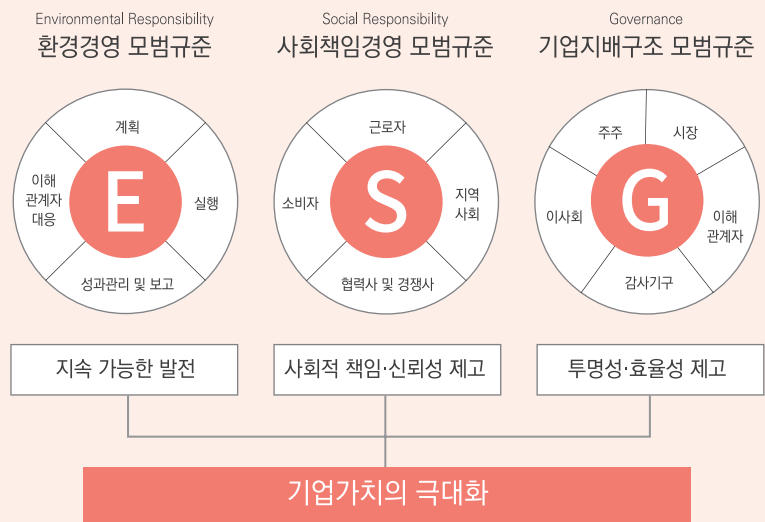 Environmental Responsibility
환경경영 모범규준
계획
실행
성과관리 및 보고
이해
관계자
대응
E
지속 가능한 발전
Social Responsibility
사회책임경영 모범규준
근로자
지역
사회
협력사 및 경쟁사
소비자
S
사회적 책임·신뢰성 제고
Governance
기업지배구조 모범규준
주주
시장
이해
관계자
감사기구
이사회
G
투명성·효율성 제고
기업가치의 극대화